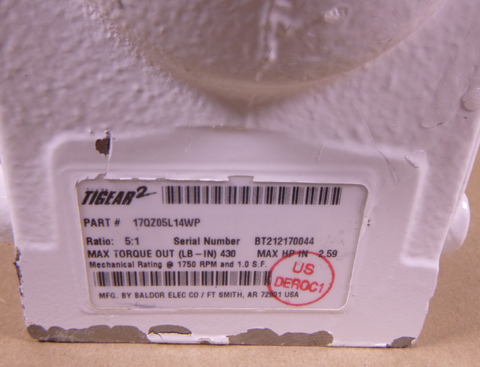 TIGEAR2
PART # 17QZ05L14WP
Ratio: 5:1 Serial Number BT212170044
MAX TORQUE OUT (LB-IN) 430 MAX HP IN 2.59
Mechanical Rating @ 1750 RPM and 1.0 S.F.
US
DEROC1
MFG. BY BALDOR ELEC CO / FT SMITH, AR 72901 USA